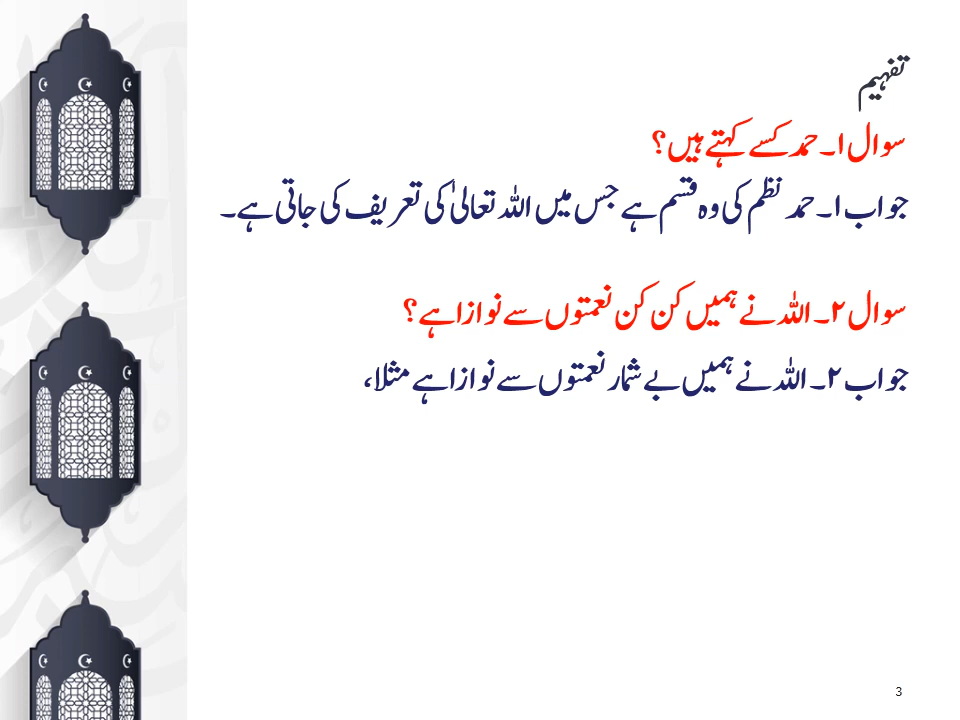 تفہیم
سوال ۱۔ حمد کسے کہتے ہیں؟
جواب ۱۔ حمد نظم کی وہ قسم ہے جس میں اللہ تعالیٰ کی تعریف کی جاتی ہے۔
سوال ۲۔ اللہ نے ہمیں کن کن نعمتوں سے نوازا ہے؟
جواب ۲۔ اللہ نے ہمیں بے شمار نعمتوں سے نوازا ہے مثلا،
3